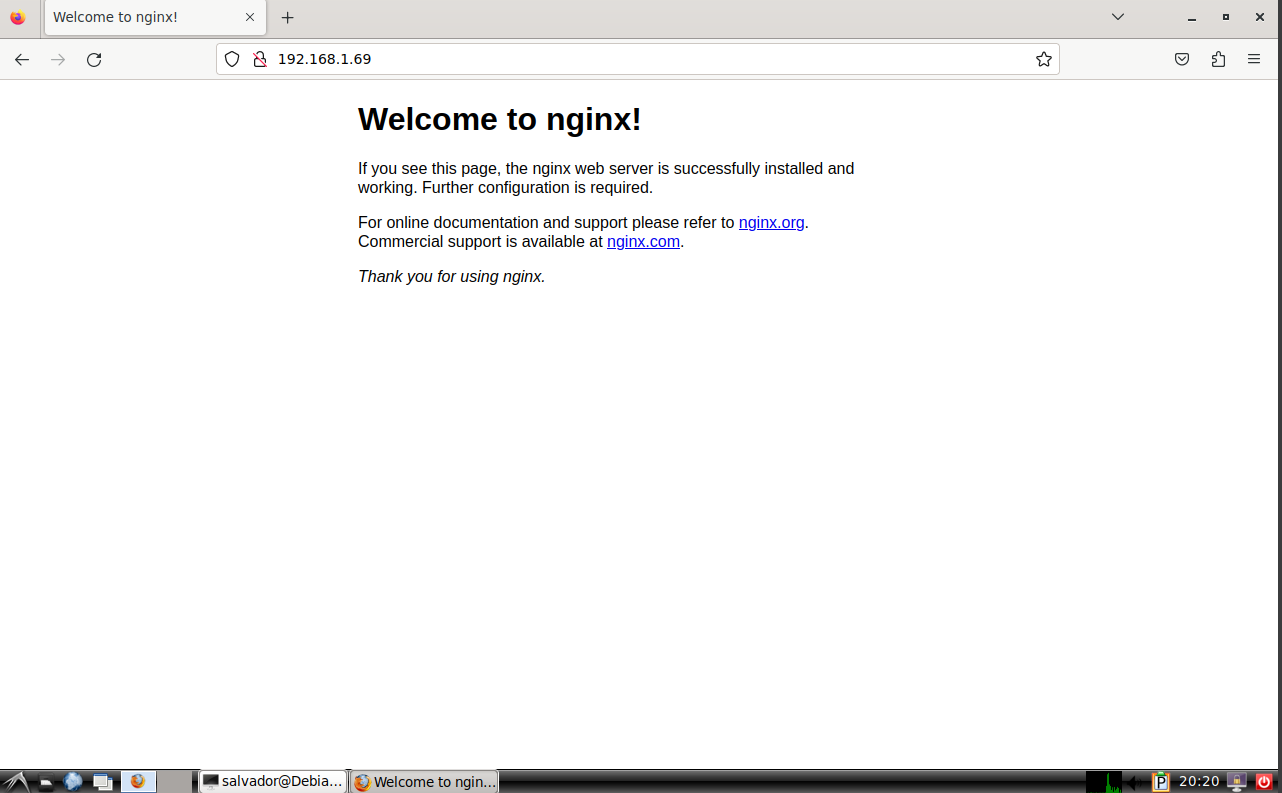 Welcome to nginx!
192.168.1.69
Welcome to nginx!
If you see this page, the nginx web server is successfully installed and
working. Further configuration is required.
For online documentation and support please refer to nginx.org.
Commercial support is available at nginx.com.
Thank you for using nginx.
salvador@Debia...
Welcome to ngin...
P
20:20